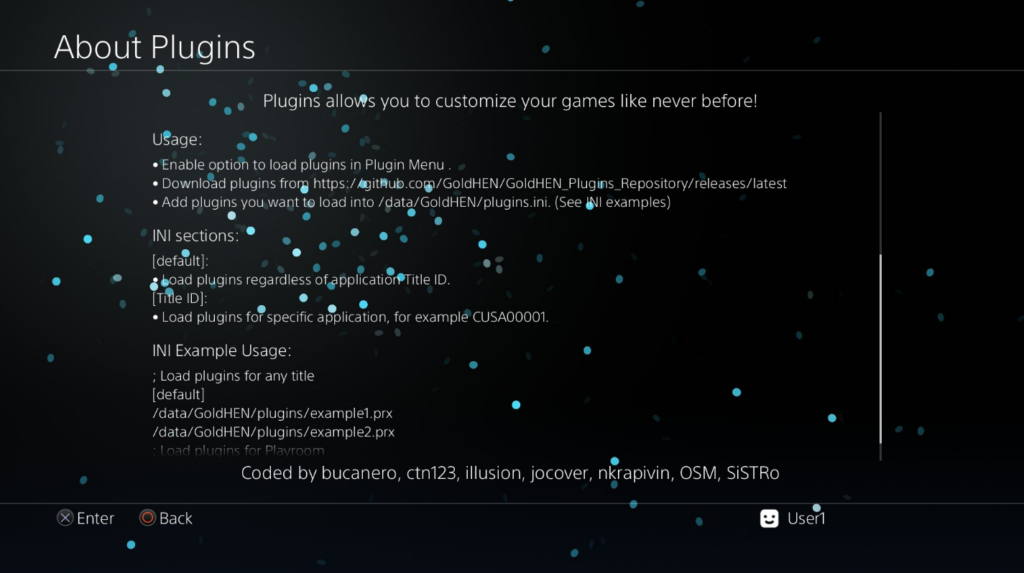 About Plugins
Plugins allows you to customize your games like never before!
Usage:
• Enable option to load plugins in Plugin Menu .
• Download plugins from https://github.com/GoldHEN/GoldHEN_Plugins_Repository/releases/latest
• Add plugins you want to load into /data/GoldHEN/plugins.ini. (See INI examples)
INI sections:
[default]:
• Load plugins regardless of application Title ID.
[Title ID]:
• Load plugins for specific application, for example CUSA00001.
INI Example Usage:
; Load plugins for any title
[default]
/data/GoldHEN/plugins/example1.prx
/data/GoldHEN/plugins/example2.prx
; Load plugins for Playroom
Coded by bucanero, ctn123, illusion, jocover, nkrapivin, OSM, SiSTRo
Enter Back User1